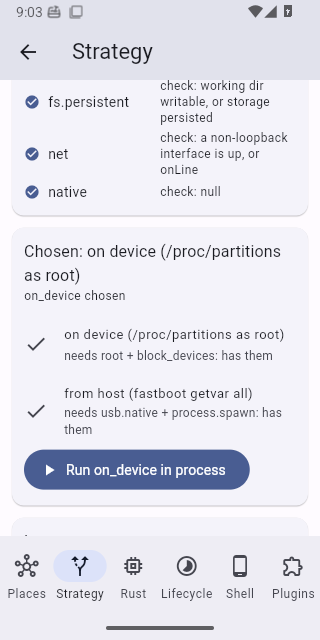 9:03
Strategy
check: working dir
fs.persistent
writable, or storage
persisted
check: a non-loopback
net
interface is up, or
onLine
native
check: null
Chosen: on device (/proc/partitions
as root)
on_device chosen
on device (/proc/partitions as root)
needs root + block_devices: has them
from host (fastboot getvar all)
needs usb.native + process.spawn: has
them
Run on_device in process
Places
Strategy
Rust
Lifecycle
Shell
Plugins